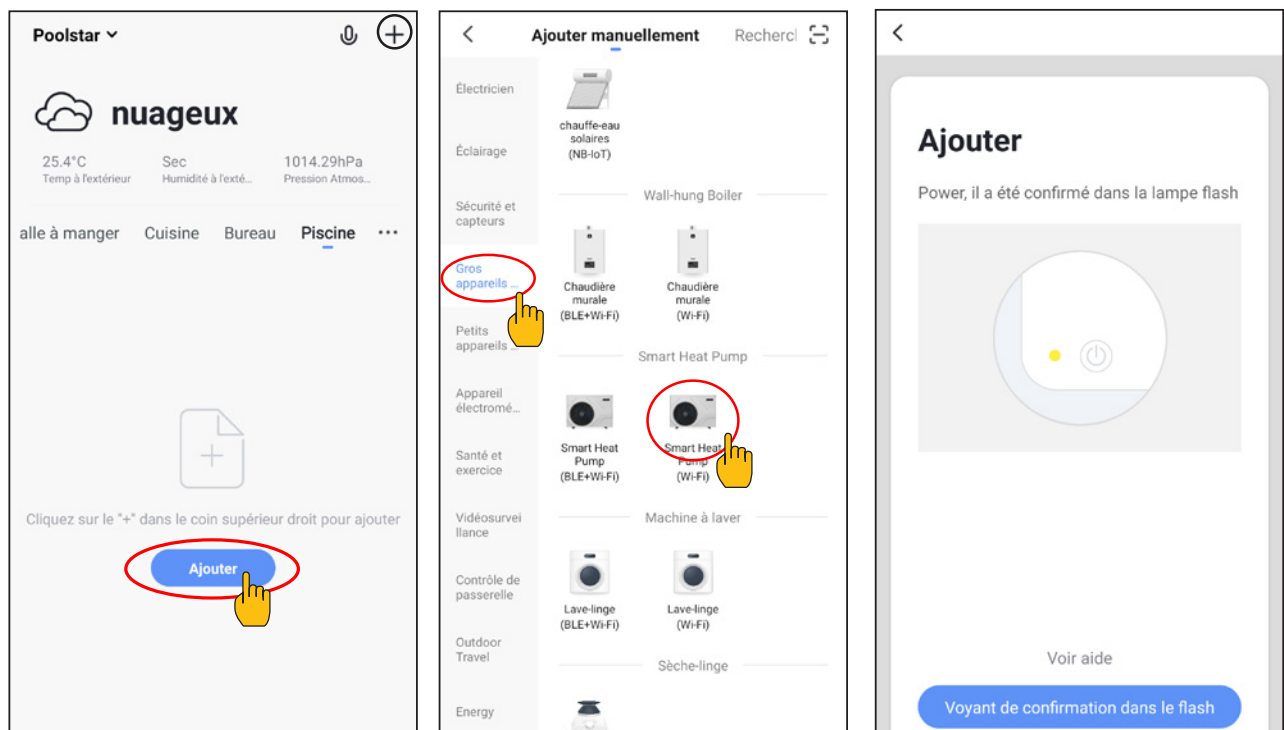 Poolstar
nuageux
25.4°C Sec 1014.29hPa
Temp à l'extérieur Humidité à l'exté... Pression Atmos...
alle à manger Cuisine Bureau Piscine ...
Cliquez sur le "+" dans le coin supérieur droit pour ajouter
Ajouter
Ajouter manuellement Rechercl
Électricien
Éclairage
Sécurité et
capteurs
Gros
appareils ...
Petits
appareils ...
Appareil
électromé...
Santé et
exercice
Vidéosurvei
llance
Contrôle de
passerelle
Outdoor
Travel
Energy
chauffe-eau
solaires
(NB-IoT)
Wall-hung Boiler
Chaudière
murale
(BLE+Wi-Fi)
Chaudière
murale
(Wi-Fi)
Smart Heat Pump
Smart Heat
Pump
(BLE+Wi-Fi)
Smart Heat
Pump
(Wi-Fi)
Machine à laver
Lave-linge
(BLE+Wi-Fi)
Lave-linge
(Wi-Fi)
Sèche-linge
Ajouter
Power, il a été confirmé dans la lampe flash
Voir aide
Voyant de confirmation dans le flash